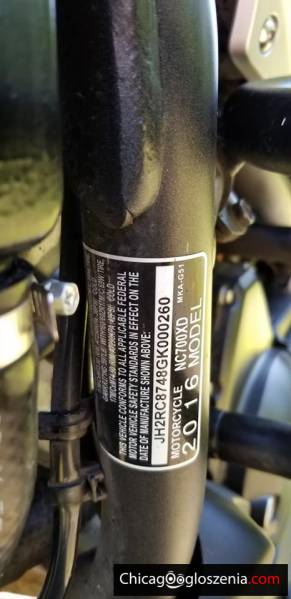 THIS VEHICLE CONFORMS TO ALL APPLICABLE FEDERAL
MOTOR VEHICLE SAFETY STANDARDS IN EFFECT ON THE
DATE OF MANUFACTURE SHOWN ABOVE.
JH2RC8748GK000260
MOTORCYCLE NC700XD MKA-G51
2016 MODEL
ChicagOogloszenia.com